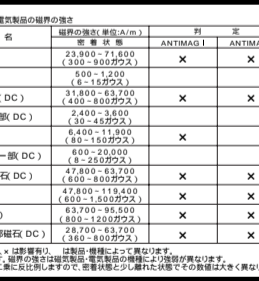 電気製品の磁界の強さ
名 磁界の強さ(単位:A/m) 判 定
密着状態 ANTIMAG I ANTIM
23,900~71,600 × ×
(300~900ガウス)
500~1,200
(6~15ガウス)
(DC) 31,800~63,700 × ×
(400~800ガウス)
部(DC) 2,400~3,600
(30~45ガウス)
6,400~11,900 ×
(80~150ガウス)
ー部(DC) 600~20,000
(8~250ガウス)
石(DC) 47,800~63,700 × ×
(600~800ガウス)
47,800~119,400 × ×
(600~1,500ガウス)
) 63,700~95,500 × ×
(800~1200ガウス)
部磁石(DC) 28,700~63,700 × ×
(360~800ガウス)
、×は影響有り、 は製品・機種によって異なります。
す。磁界の強さは磁気製品・電気製品の機種により強弱が異なります。
二乗に反比例しますので、密着状態と少し離れた状態でその数値は大きく異な